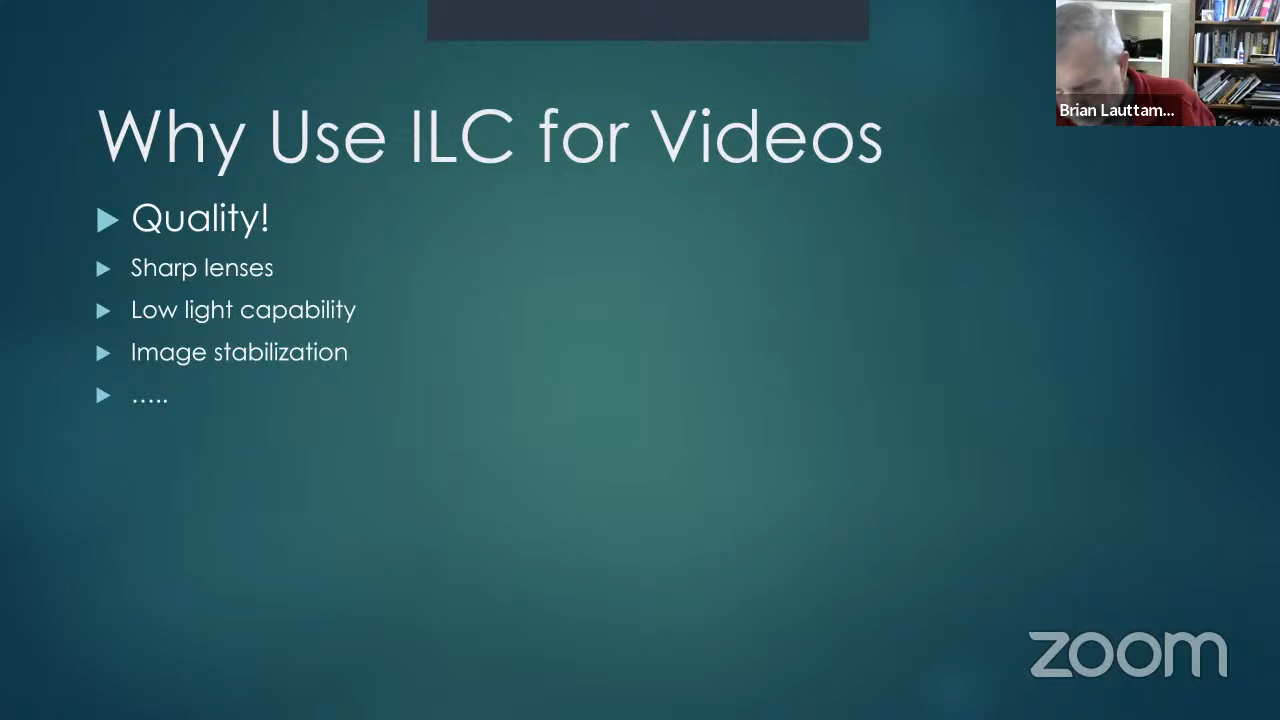 Why Use ILC for Videos
Quality!
Sharp lenses
Low light capability
Image stabilization
.....
Brian Lauttam...
zoom